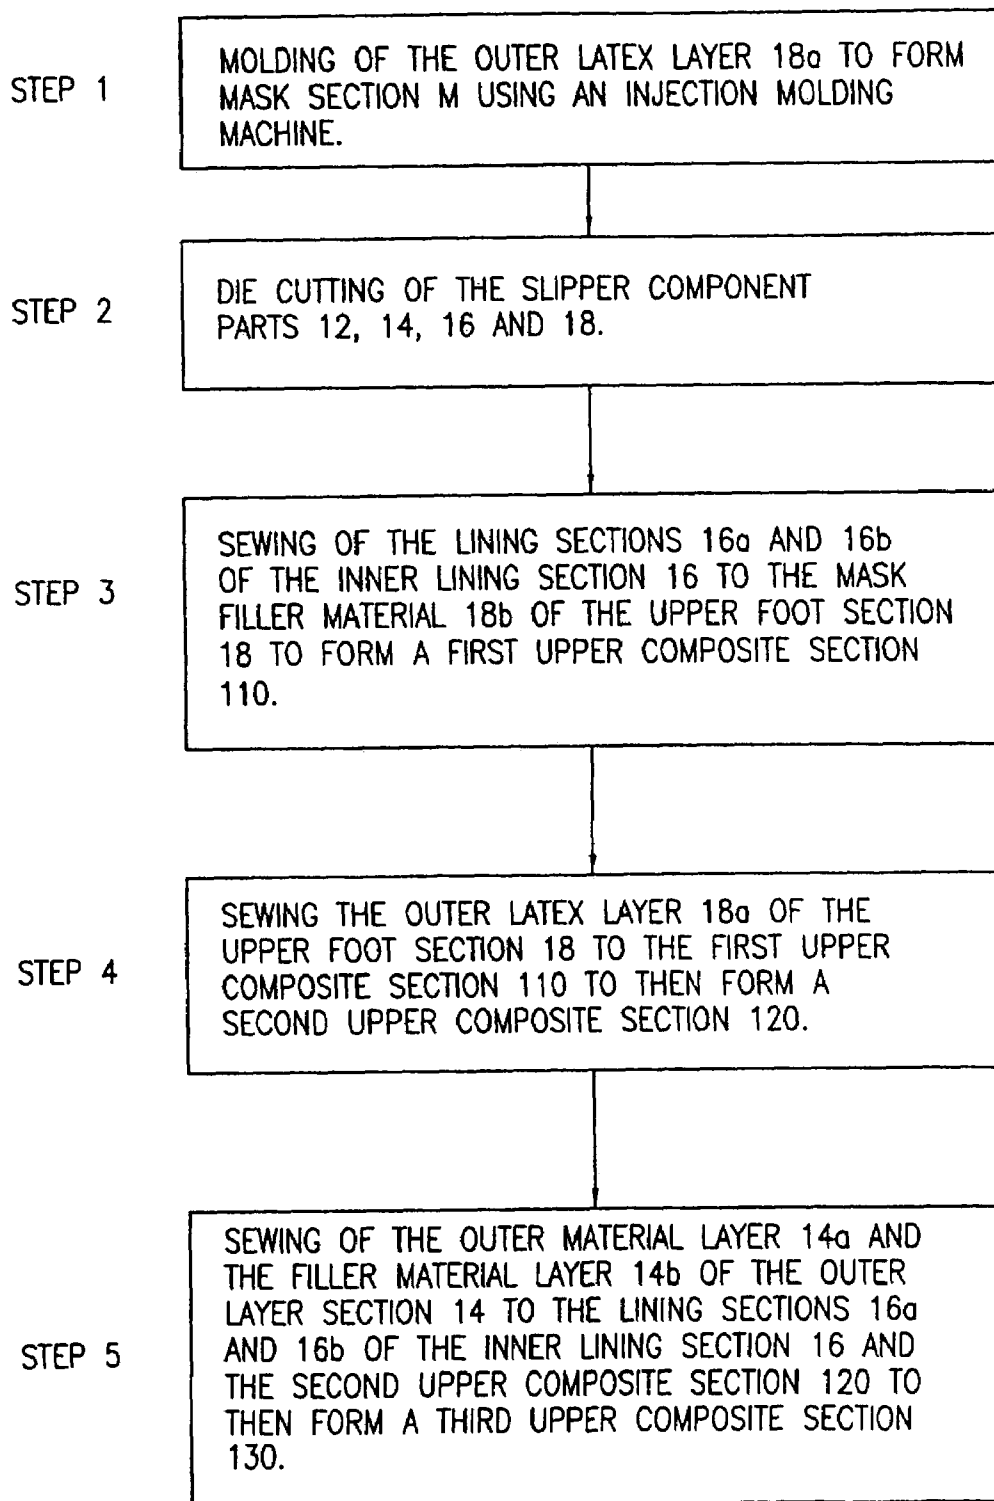 STEP 1
MOLDING OF THE OUTER LATEX LAYER 18a TO FORM
MASK SECTION M USING AN INJECTION MOLDING
MACHINE.
STEP 2
DIE CUTTING OF THE SLIPPER COMPONENT
PARTS 12, 14, 16 AND 18.
STEP 3
SEWING OF THE LINING SECTIONS 16a AND 16b
OF THE INNER LINING SECTION 16 TO THE MASK
FILLER MATERIAL 18b OF THE UPPER FOOT SECTION
18 TO FORM A FIRST UPPER COMPOSITE SECTION
110.
STEP 4
SEWING THE OUTER LATEX LAYER 18a OF THE
UPPER FOOT SECTION 18 TO THE FIRST UPPER
COMPOSITE SECTION 110 TO THEN FORM A
SECOND UPPER COMPOSITE SECTION 120.
STEP 5
SEWING OF THE OUTER MATERIAL LAYER 14a AND
THE FILLER MATERIAL LAYER 14b OF THE OUTER
LAYER SECTION 14 TO THE LINING SECTIONS 16a
AND 16b OF THE INNER LINING SECTION 16 AND
THE SECOND UPPER COMPOSITE SECTION 120 TO
THEN FORM A THIRD UPPER COMPOSITE SECTION
130.